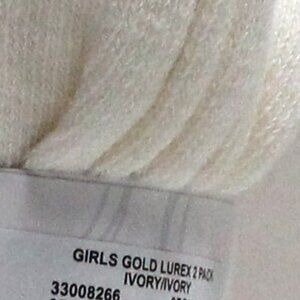 GIRLS GOLD LUREX 2 PACK
IVORY/IVORY
33008266